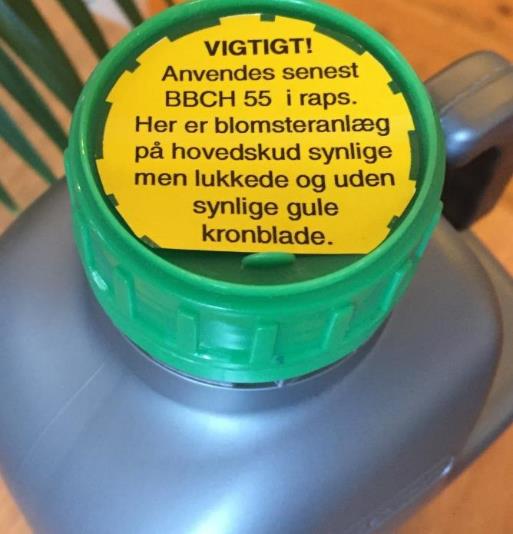 VIGTIGT!
Anvendes senest
BBCH 55 i raps.
Her er blomsteranlæg
på hovedskud synlige
men lukkede og uden
synlige gule
kronblade.